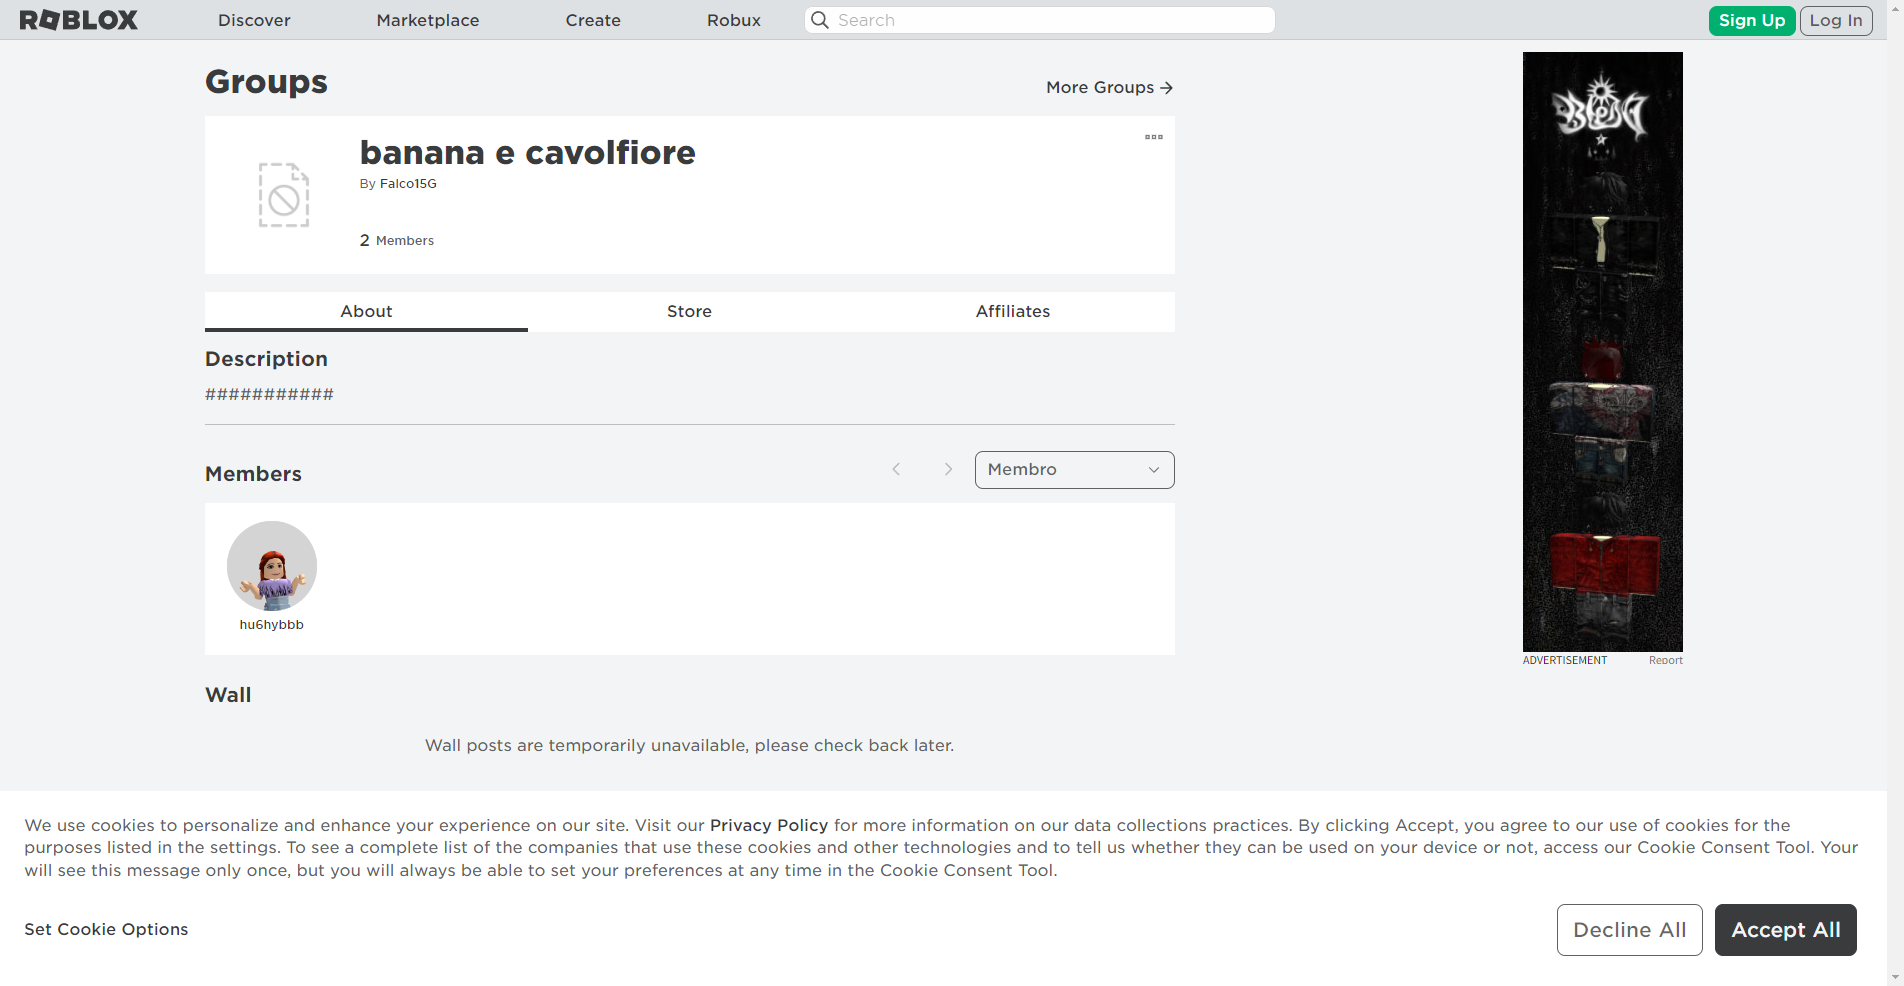 ROBLOX Discover Marketplace Create Robux Search Sign Up Log In
Groups
More Groups
banana e cavolfiore
By Falco15G
2 Members
About Store Affiliates
Description
###########
Members
Membro
hu6hybbb
Wall
Wall posts are temporarily unavailable, please check back later.
ADVERTISEMENT Report
We use cookies to personalize and enhance your experience on our site. Visit our Privacy Policy for more information on our data collections practices. By clicking Accept, you agree to our use of cookies for the
purposes listed in the settings. To see a complete list of the companies that use these cookies and other technologies and to tell us whether they can be used on your device or not, access our Cookie Consent Tool. Your
will see this message only once, but you will always be able to set your preferences at any time in the Cookie Consent Tool.
Set Cookie Options
Decline All Accept All